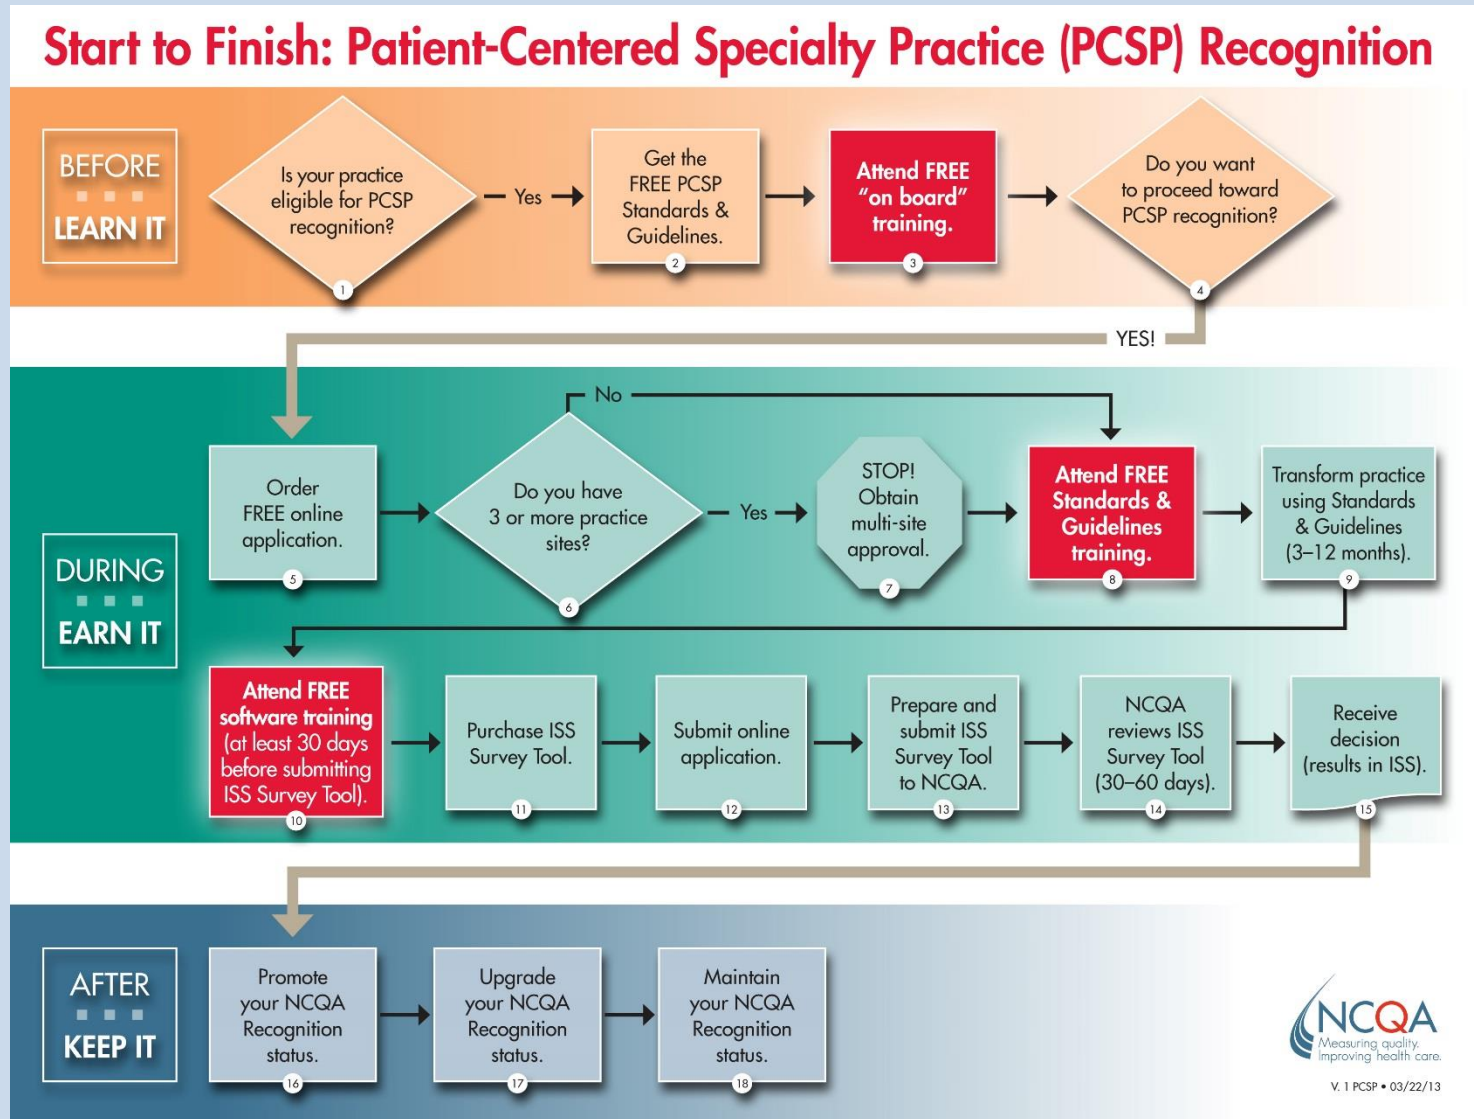 Start to Finish: Patient-Centered Specialty Practice (PCSP) Recognition
BEFORE
LEARN IT
Is your practice
eligible for PCSP
recognition?
1
Yes
Get the
FREE PCSP
Standards &
Guidelines.
2
Attend FREE
"on board"
training.
3
Do you want
to proceed toward
PCSP recognition?
4
YES!
DURING
EARN IT
Order
FREE online
application.
5
Do you have
3 or more practice
sites?
6
No
Yes
STOP!
Obtain
multi-site
approval.
7
Attend FREE
Standards &
Guidelines
training.
8
Transform practice
using Standards
& Guidelines
(3–12 months).
9
Attend FREE
software training
(at least 30 days
before submitting
ISS Survey Tool).
10
Purchase ISS
Survey Tool.
11
Submit online
application.
12
Prepare and
submit ISS
Survey Tool
to NCQA.
13
NCQA
reviews ISS
Survey Tool
(30–60 days).
14
Receive
decision
(results in ISS).
15
AFTER
KEEP IT
Promote
your NCQA
Recognition
status.
16
Upgrade
your NCQA
Recognition
status.
17
Maintain
your NCQA
Recognition
status.
18
NCQA
Measuring quality.
Improving health care.
V. 1 PCSP • 03/22/13